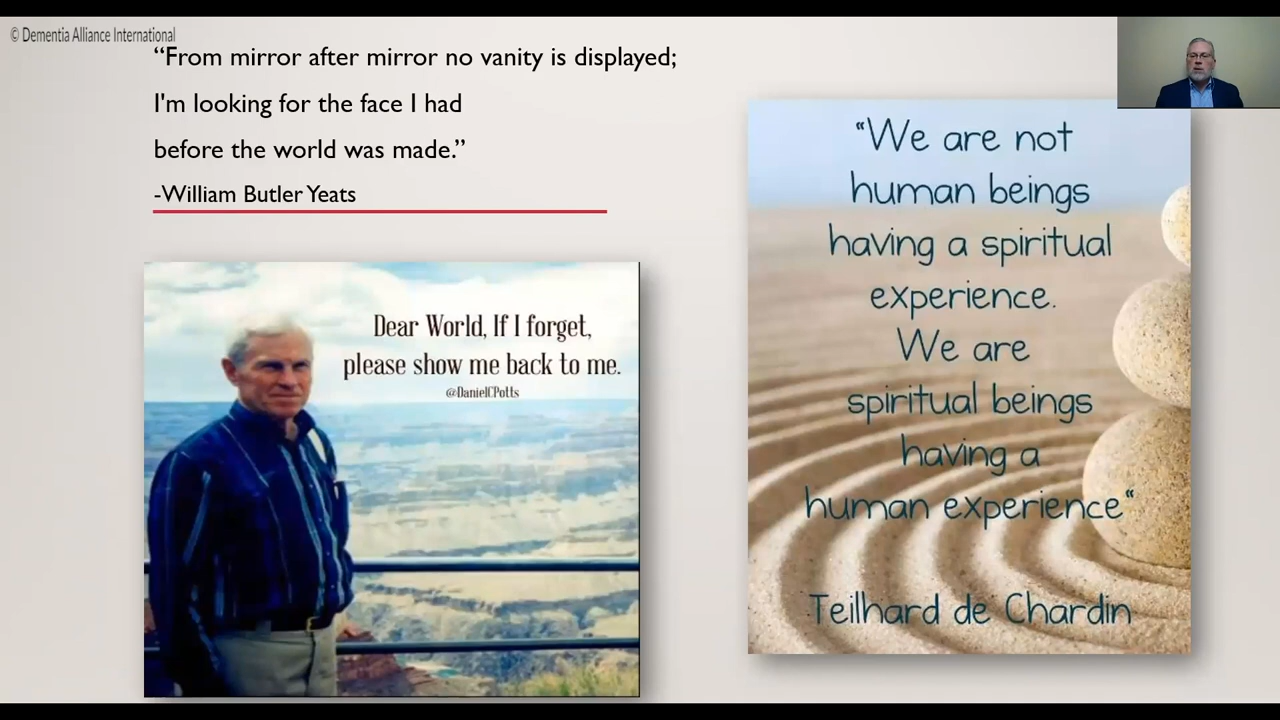 © Dementia Alliance International
“From mirror after mirror no vanity is displayed;
I'm looking for the face I had
before the world was made.”
-William Butler Yeats
Dear World, If I forget,
please show me back to me.
@DanielCPotts
“We are not
human beings
having a spiritual
experience.
We are
spiritual beings
having a
human experience“
Teilhard de Chardin